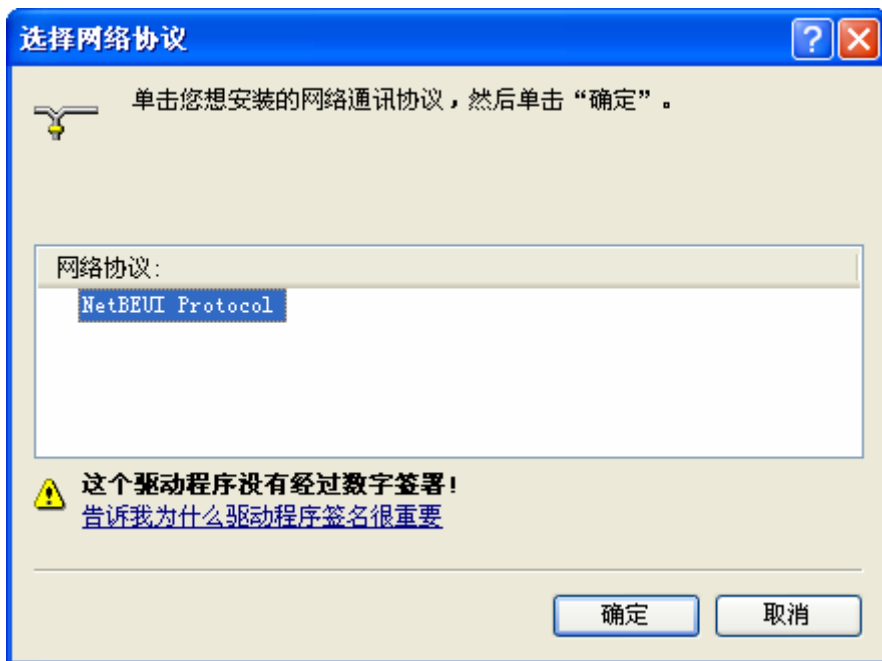 选择网络协议
单击您想安装的网络通讯协议，然后单击“确定”。
网络协议:
NetBEUI Protocol
这个驱动程序没有经过数字签署!
告诉我为什么驱动程序签名很重要
确定
取消